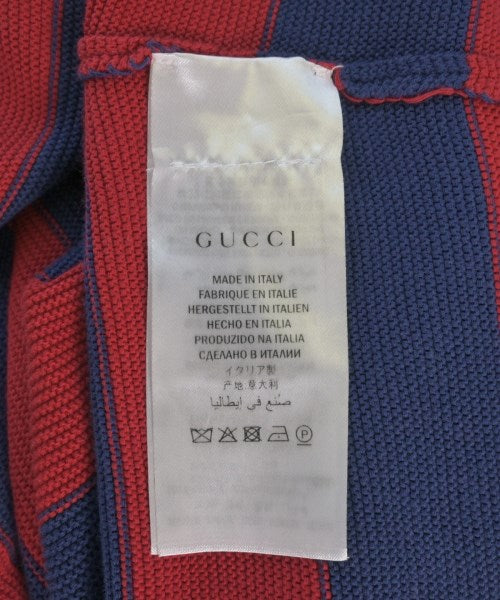 GUCCI
MADE IN ITALY
FABRIQUE EN ITALIE
HERGESTELLT IN ITALIEN
HECHO EN ITALIA
PRODUZIDO NA ITALIA
СДЕЛАНО В ИТАЛИИ
イタリア製
产地 意大利
صنع في إيطاليا
P